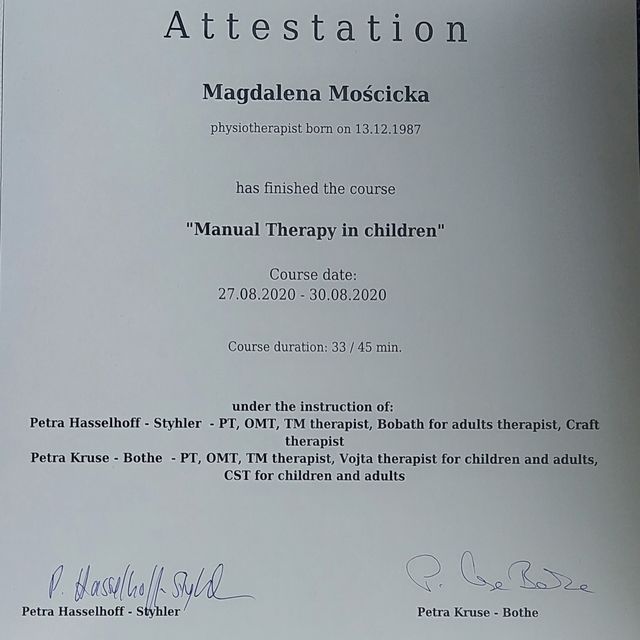 Attestation
Magdalena Mościcka
physiotherapist born on 13.12.1987
has finished the course
"Manual Therapy in children"
Course date:
27.08.2020 - 30.08.2020
Course duration: 33 / 45 min.
under the instruction of:
Petra Hasselhoff - Styhler - PT, OMT, TM therapist, Bobath for adults therapist, Craft
therapist
Petra Kruse - Bothe - PT, OMT, TM therapist, Vojta therapist for children and adults,
CST for children and adults
P. Hasselhoff-Styhler
Petra Hasselhoff - Styhler
Petra Kruse - Bothe